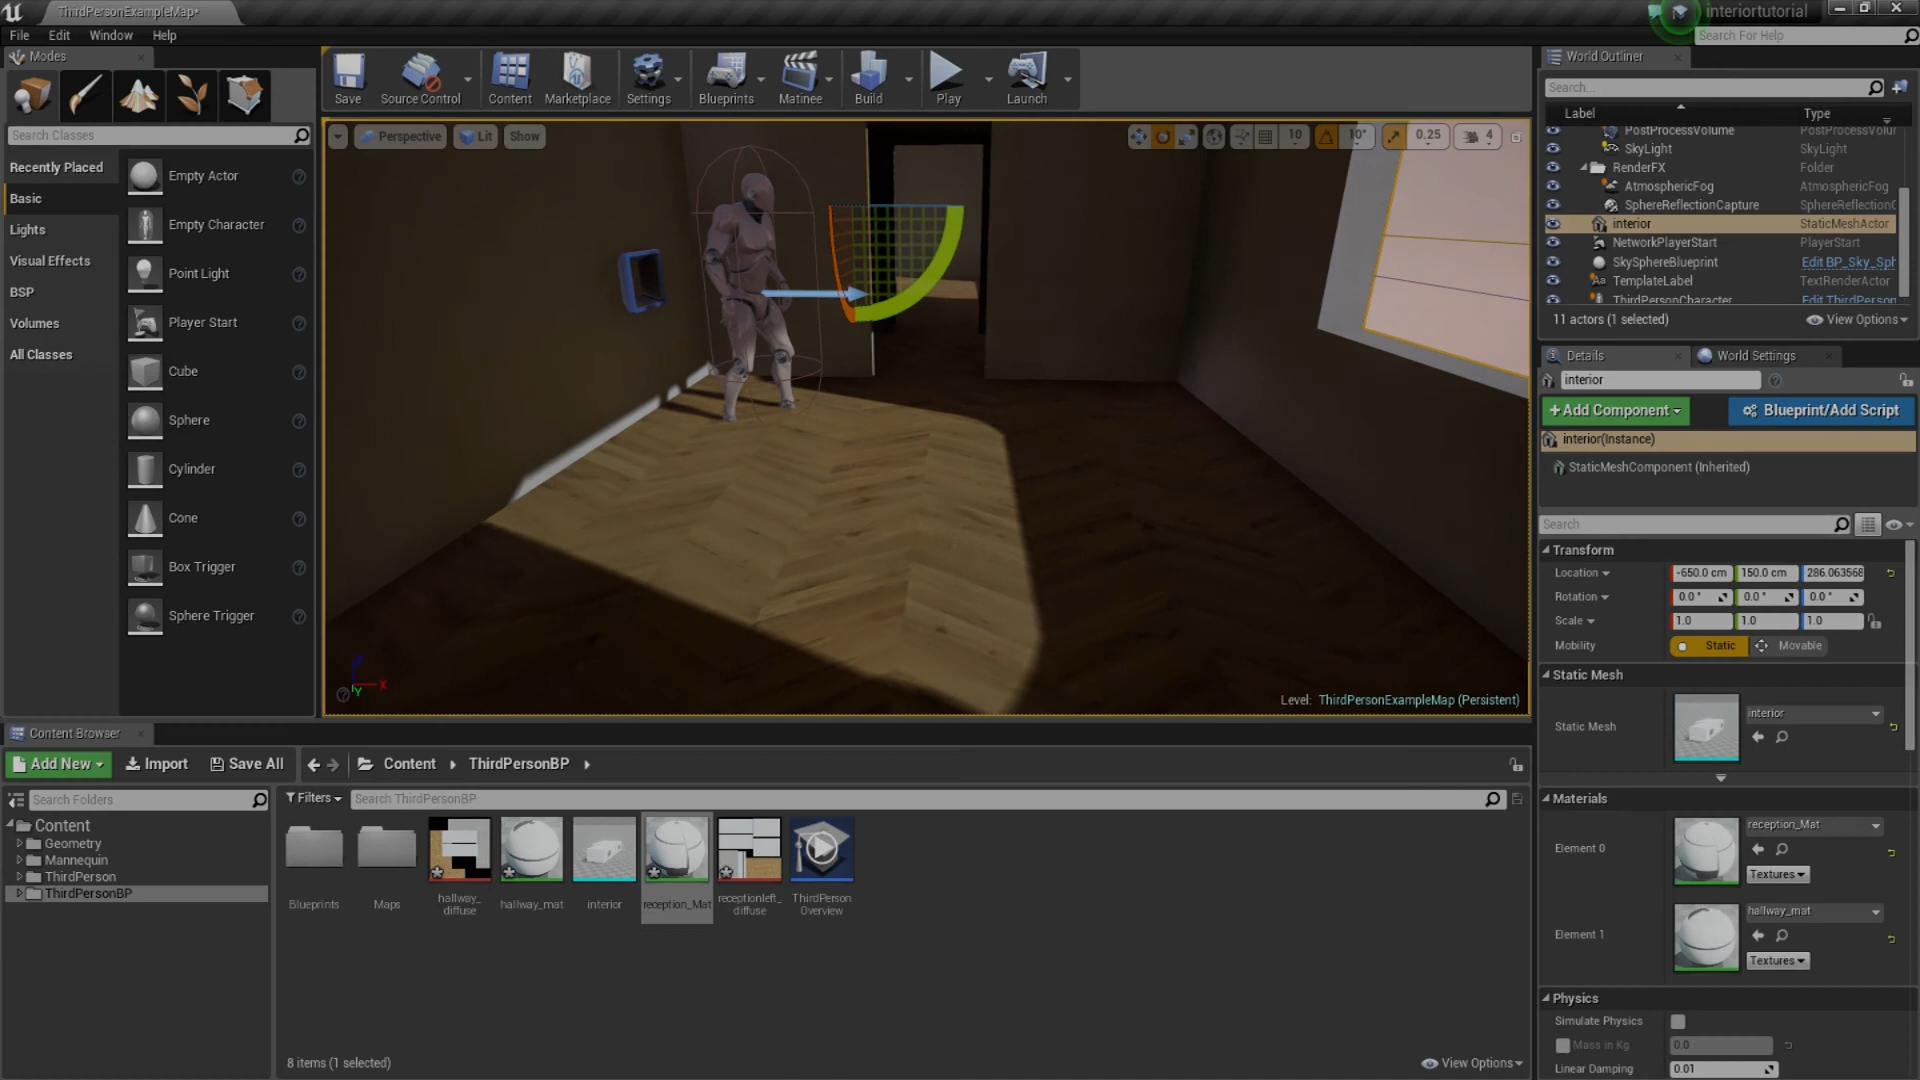 ThirdPersonExampleMap*
interiortutorial
File Edit Window Help
Search For Help
Modes
Search Classes
Recently Placed
Basic
Lights
Visual Effects
BSP
Volumes
All Classes
Empty Actor
Empty Character
Point Light
Player Start
Cube
Sphere
Cylinder
Cone
Box Trigger
Sphere Trigger
Save Source Control Content Marketplace Settings Blueprints Matinee Build Play Launch
Perspective Lit Show
10 10° 0.25 4
Level: ThirdPersonExampleMap (Persistent)
World Outliner
Search...
Label Type
PostProcessVolume PostProcessVolur
SkyLight SkyLight
RenderFX Folder
AtmosphericFog AtmosphericFog
SphereReflectionCapture SphereReflectionC
interior StaticMeshActor
NetworkPlayerStart PlayerStart
SkySphereBlueprint Edit BP_Sky_Sph
TemplateLabel TextRenderActor
ThirdPersonCharacter Edit ThirdPerson
11 actors (1 selected) View Options
Details World Settings
interior
+Add Component Blueprint/Add Script
interior(Instance)
StaticMeshComponent (Inherited)
Search
Transform
Location -650.0 cm 150.0 cm 286.063568
Rotation 0.0 ° 0.0 ° 0.0 °
Scale 1.0 1.0 1.0
Mobility Static Movable
Static Mesh
Static Mesh interior
Materials
Element 0 reception_Mat
Textures
Element 1 hallway_mat
Textures
Physics
Simulate Physics
Mass in Kg 0.0
Linear Damping 0.01
Content Browser
Add New Import Save All Content ThirdPersonBP
Search Folders
Content
Geometry
Mannequin
ThirdPerson
ThirdPersonBP
Filters Search ThirdPersonBP
Blueprints
Maps
hallway_
diffuse
hallway_mat
interior
reception_Mat
receptionleft_
diffuse
ThirdPerson
Overview
8 items (1 selected) View Options
X
Y